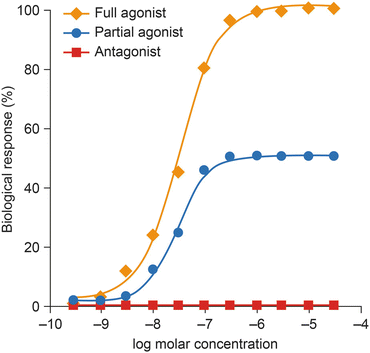 100
80
60
40
20
0
Biological response (%)
Full agonist
Partial agonist
Antagonist
–10 –9 –8 –7 –6 –5 –4
log molar concentration